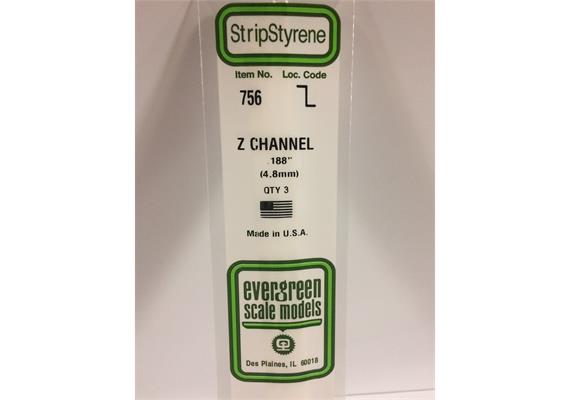 StripStyrene
Item No. Loc. Code
756
Z CHANNEL
.188"
(4.8mm)
QTY 3
Made in U.S.A.
evergreen
scale models
Des Plaines, IL 60018